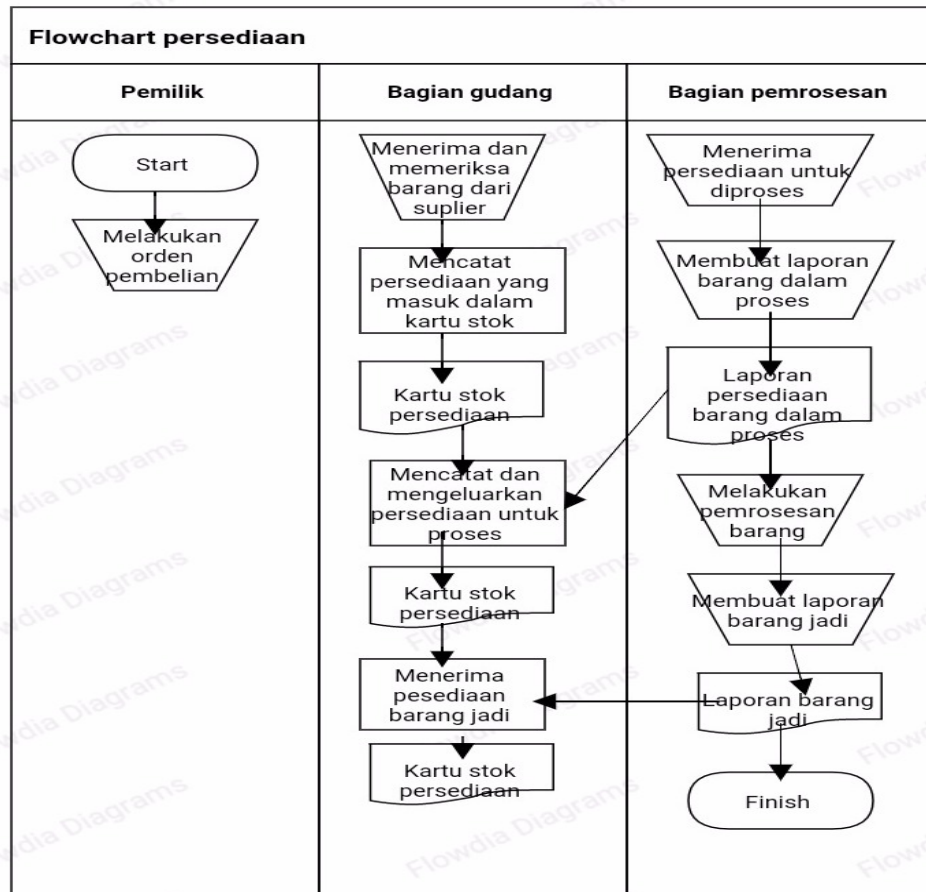 Flowchart persediaan
Pemilik
Bagian gudang
Bagian pemrosesan
Start
Melakukan
orden
pembelian
Menerima dan
memeriksa
barang dari
suplier
Mencatat
persediaan yang
masuk dalam
kartu stok
Kartu stok
persediaan
Mencatat dan
mengeluarkan
persediaan untuk
proses
Kartu stok
persediaan
Menerima
pesediaan
barang jadi
Kartu stok
persediaan
Menerima
persediaan untuk
diproses
Membuat laporan
barang dalam
proses
Laporan
persediaan
barang dalam
proses
Melakukan
pemrosesan
barang
Membuat laporan
barang jadi
Laporan barang
jadi
Finish
Flowdia Diagrams